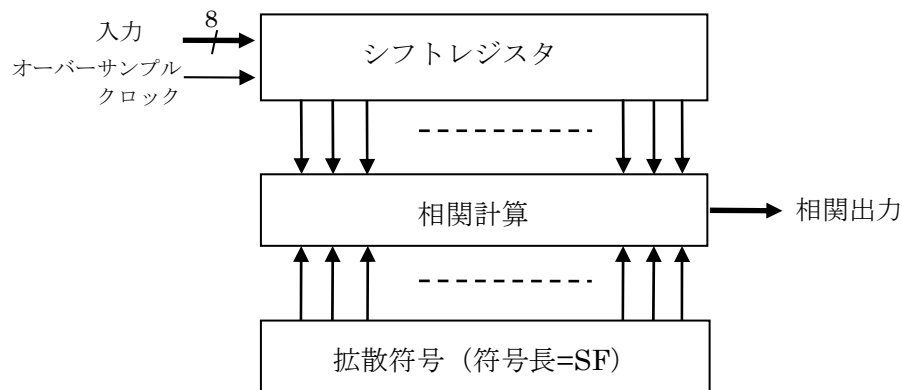 入力
8
オーバーサンプル
クロック
シフトレジスタ
相関計算
相関出力
拡散符号（符号長=SF）